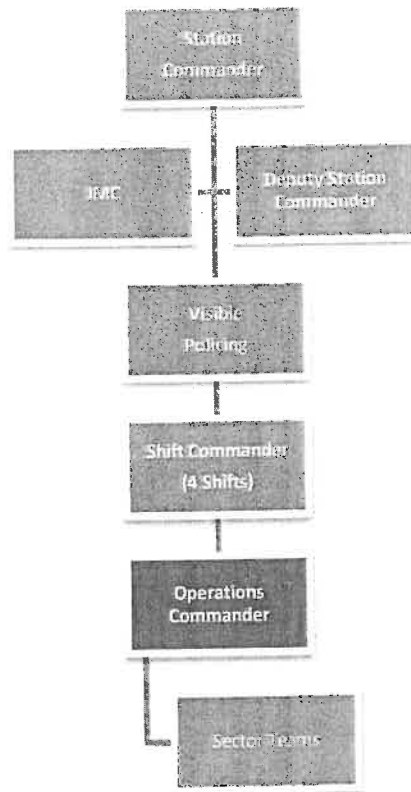 Station
Commander
JMC
Deputy Station
Commander
Visible
Policing
Shift Commander
(4 Shifts)
Operations
Commander
Sector Teams